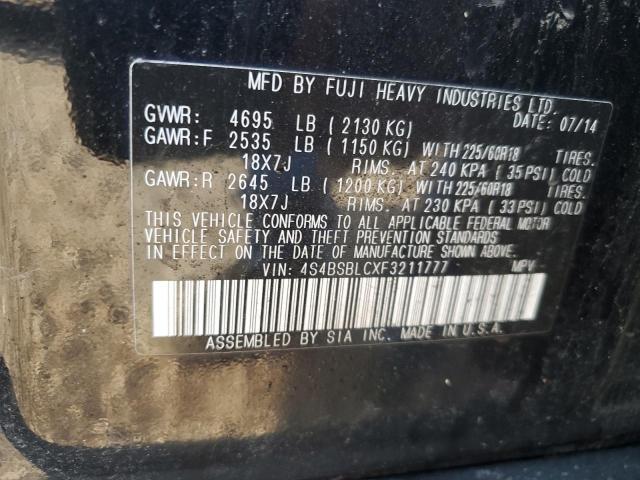 MFD BY FUJI HEAVY INDUSTRIES LTD.
DATE: 07/14
GVWR: 4695 LB (2130 KG)
GAWR:F 2535 LB (1150 KG) WITH 225/60R18 TIRES.
18X7J RIMS. AT 240 KPA (35 PSI) COLD
GAWR:R 2645 LB (1200 KG) WITH 225/60R18 TIRES.
18X7J RIMS. AT 230 KPA (33 PSI) COLD
THIS VEHICLE CONFORMS TO ALL APPLICABLE FEDERAL MOTOR
VEHICLE SAFETY AND THEFT PREVENTION STANDARDS
IN EFFECT ON THE DATE OF MANUFACTURE SHOWN ABOVE.
VIN: 4S4BSBLCXF3211777 MPV
ASSEMBLED BY SIA INC. MADE IN U.S.A.